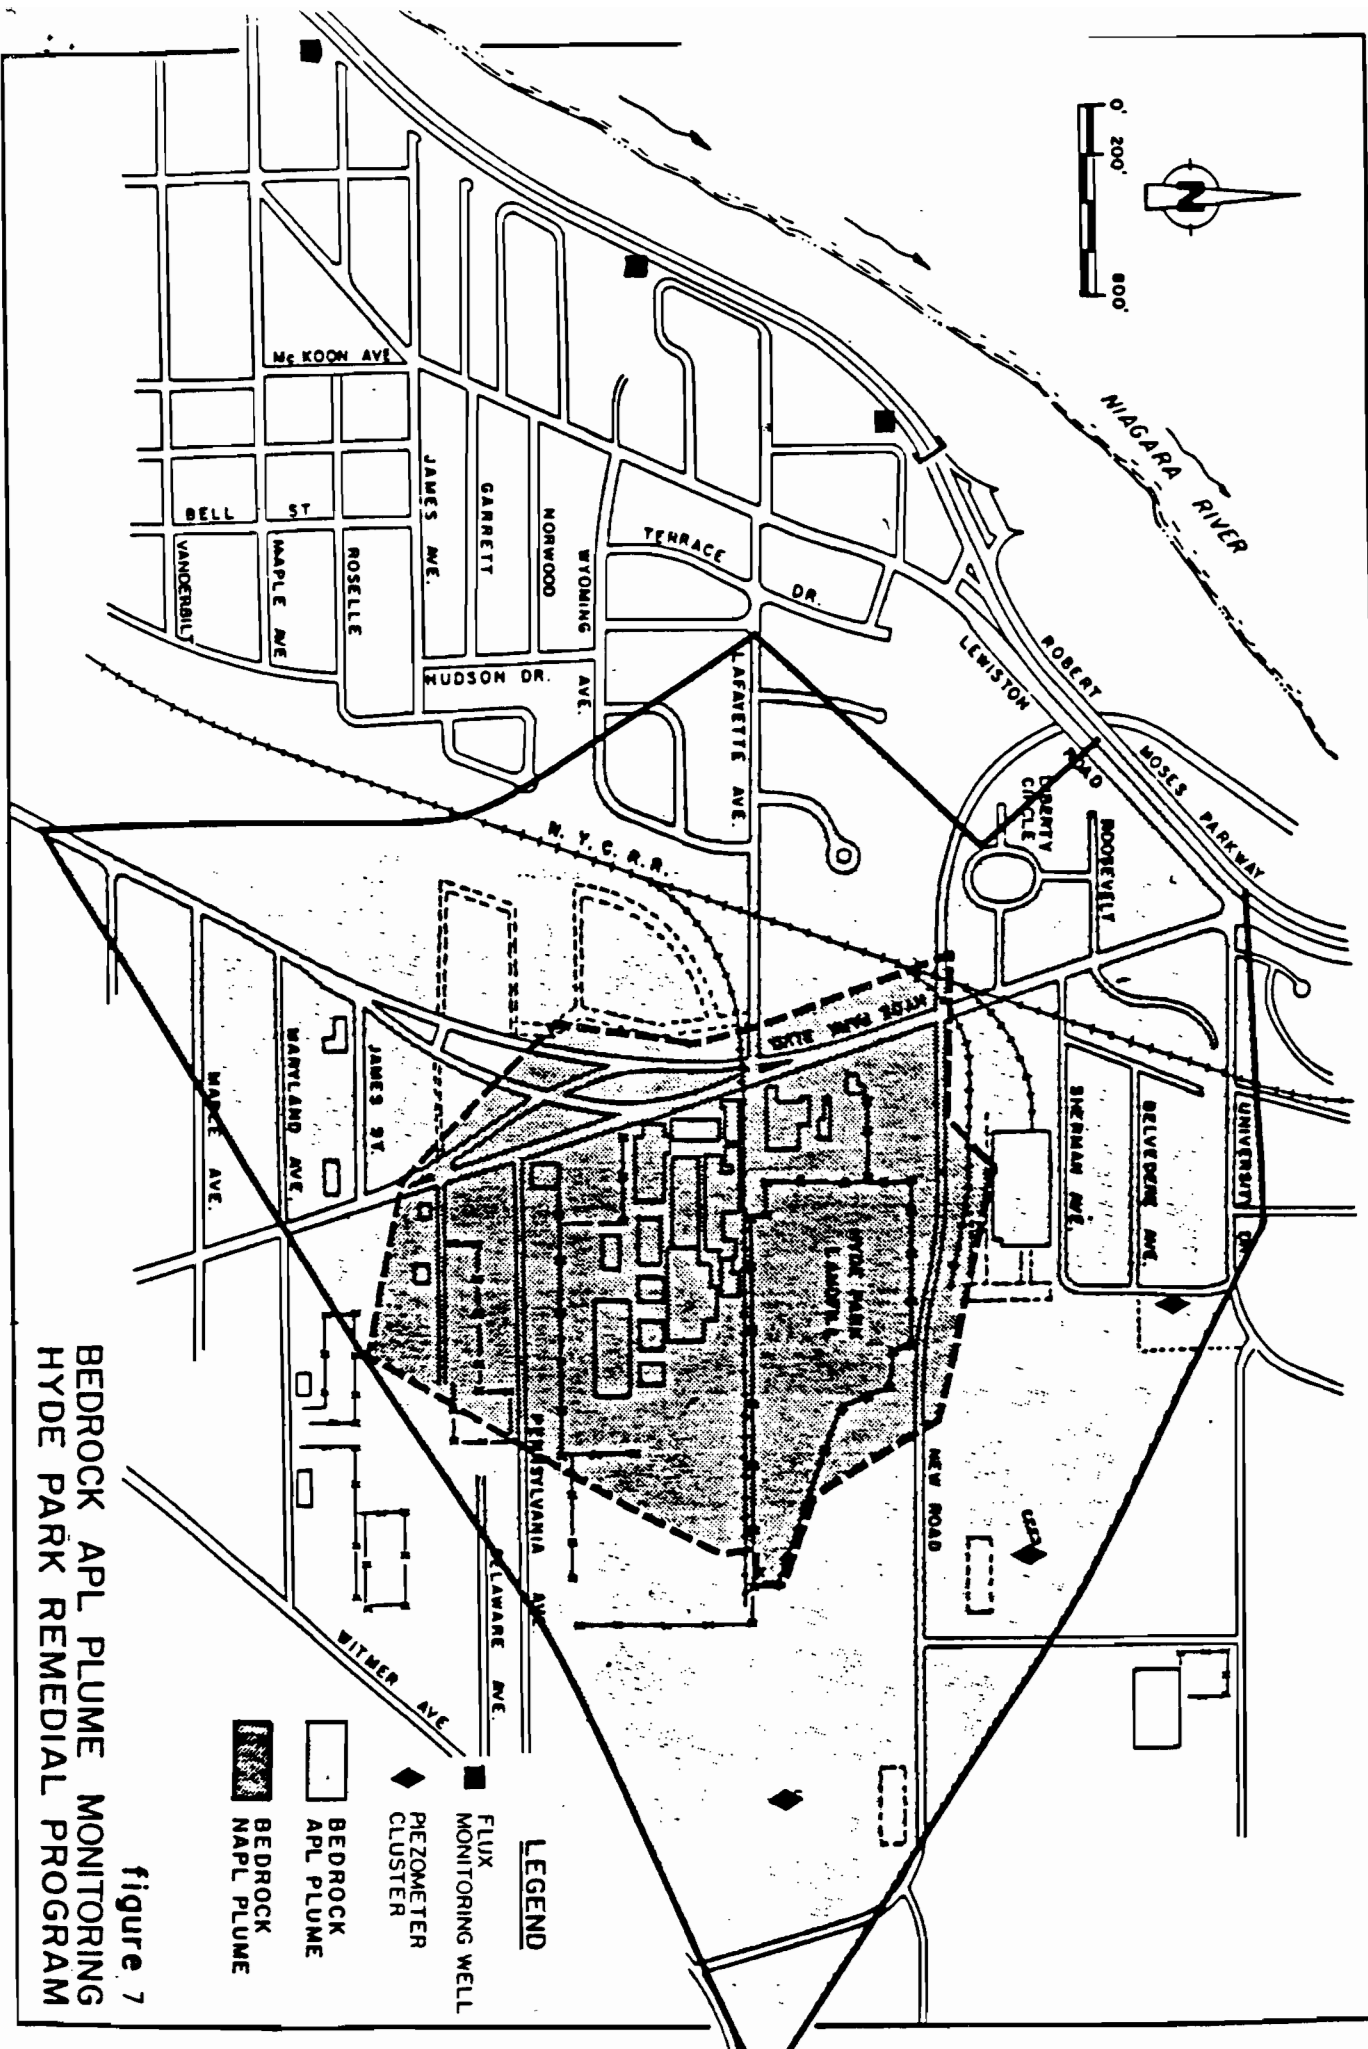 0' 200' 800'
N
NIAGARA RIVER
ROBERT MOSES PARKWAY
LEWISTON ROAD
LIBERTY
CIRCLE
ROOSEVELT
UNIVERSITY DR.
BELVEDERE AVE.
SHERMAN AVE.
Mc KOON AVE
BELL ST
VANDERBILT
MAPLE AVE
ROSELLE
JAMES AVE.
GARRETT
NORWOOD
WYOMING AVE.
TERRACE DR.
HUDSON DR.
LAFAYETTE AVE.
N. Y. C. R. R.
HYDE PARK BLVD.
HYDE PARK
LANDFILL
NEW ROAD
JAMES ST.
MARYLAND AVE.
MAPLE AVE.
PENNSYLVANIA AVE.
DELAWARE AVE.
WITMER AVE
LEGEND
FLUX
MONITORING WELL
PIEZOMETER
CLUSTER
BEDROCK
APL PLUME
BEDROCK
NAPL PLUME
figure 7
BEDROCK APL PLUME MONITORING
HYDE PARK REMEDIAL PROGRAM